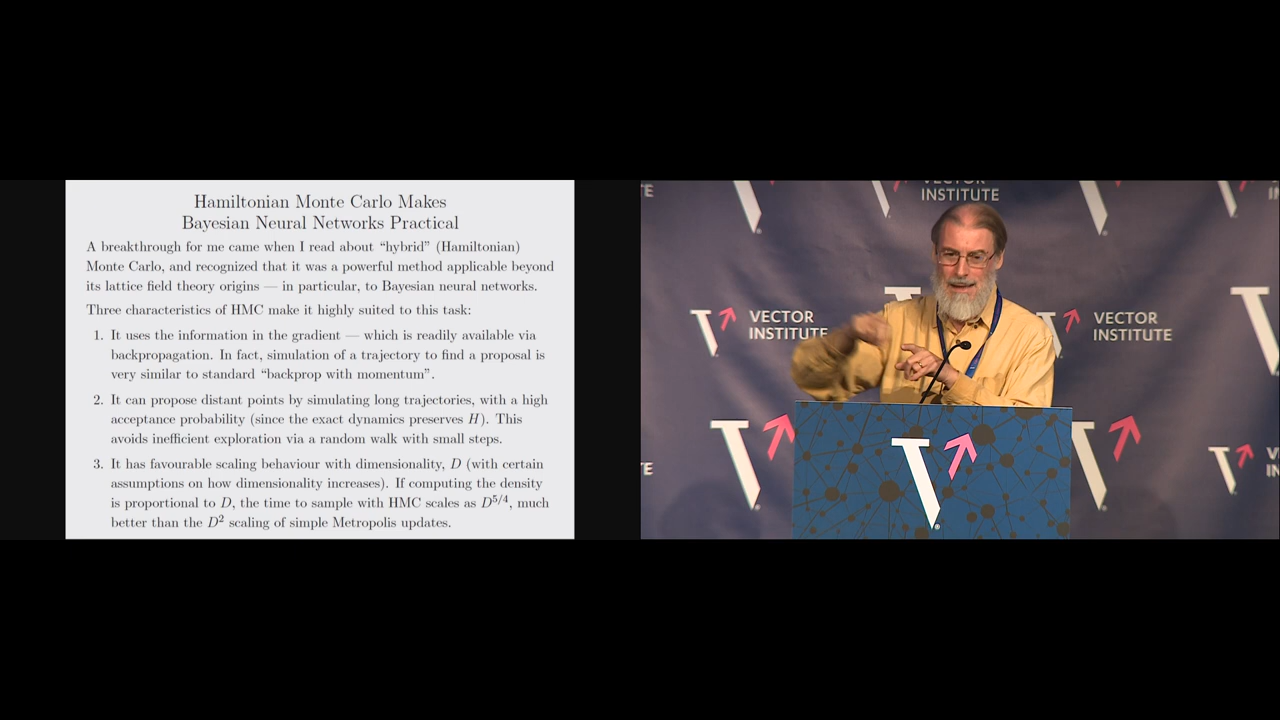 Hamiltonian Monte Carlo Makes
Bayesian Neural Networks Practical
A breakthrough for me came when I read about “hybrid” (Hamiltonian)
Monte Carlo, and recognized that it was a powerful method applicable beyond
its lattice field theory origins — in particular, to Bayesian neural networks.
Three characteristics of HMC make it highly suited to this task:
1. It uses the information in the gradient — which is readily available via
backpropagation. In fact, simulation of a trajectory to find a proposal is
very similar to standard “backprop with momentum”.
2. It can propose distant points by simulating long trajectories, with a high
acceptance probability (since the exact dynamics preserves H). This
avoids inefficient exploration via a random walk with small steps.
3. It has favourable scaling behaviour with dimensionality, D (with certain
assumptions on how dimensionality increases). If computing the density
is proportional to D, the time to sample with HMC scales as D^{5/4}, much
better than the D^2 scaling of simple Metropolis updates.
TE
VECTOR
INSTITUTE
VECTOR
INSTITUTE
VECTOR
INSTITUTE
TE
VECTOR
INSTITUTE